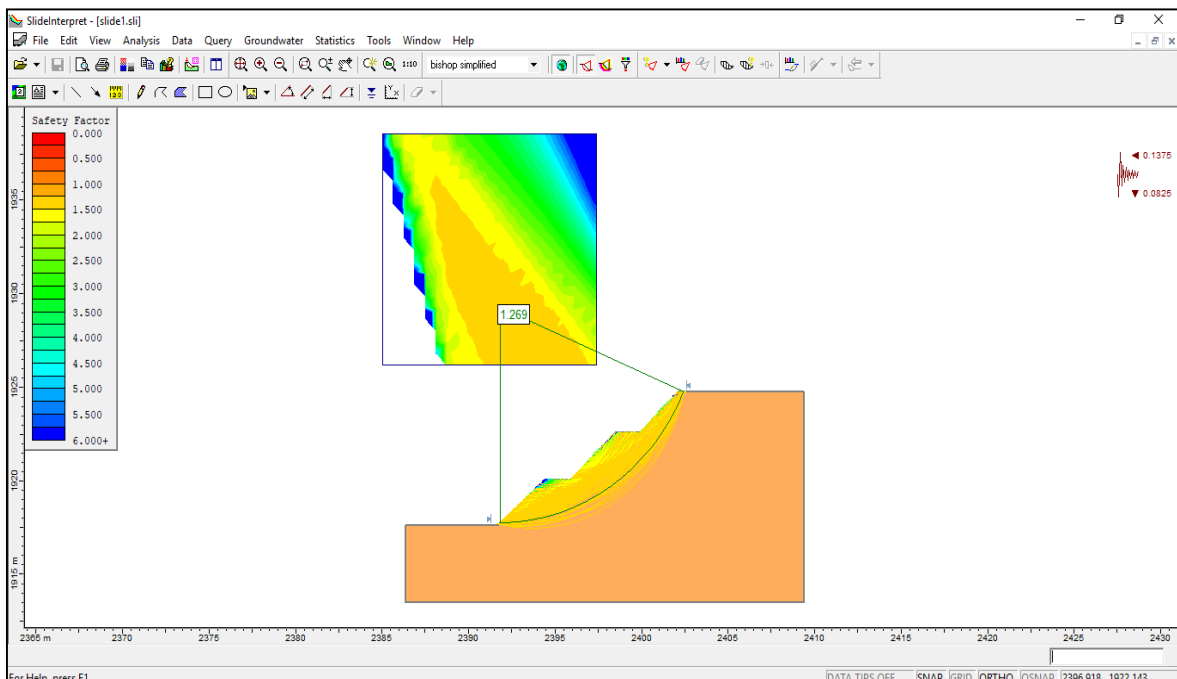 SlideInterpret - [slide1.sli]
File Edit View Analysis Data Query Groundwater Statistics Tools Window Help
1:10 bishop simplified
Safety Factor
0.000
0.500
1.000
1.500
2.000
2.500
3.000
3.500
4.000
4.500
5.000
5.500
6.000+
0.1375
0.0825
1.269
1935
1930
1925
1920
1915 m
2365 m 2370 2375 2380 2385 2390 2395 2400 2405 2410 2415 2420 2425 2430
For Help, press F1 DATA TIPS OFF SNAP GRID ORTHO OSNAP 2396.918, 1922.143